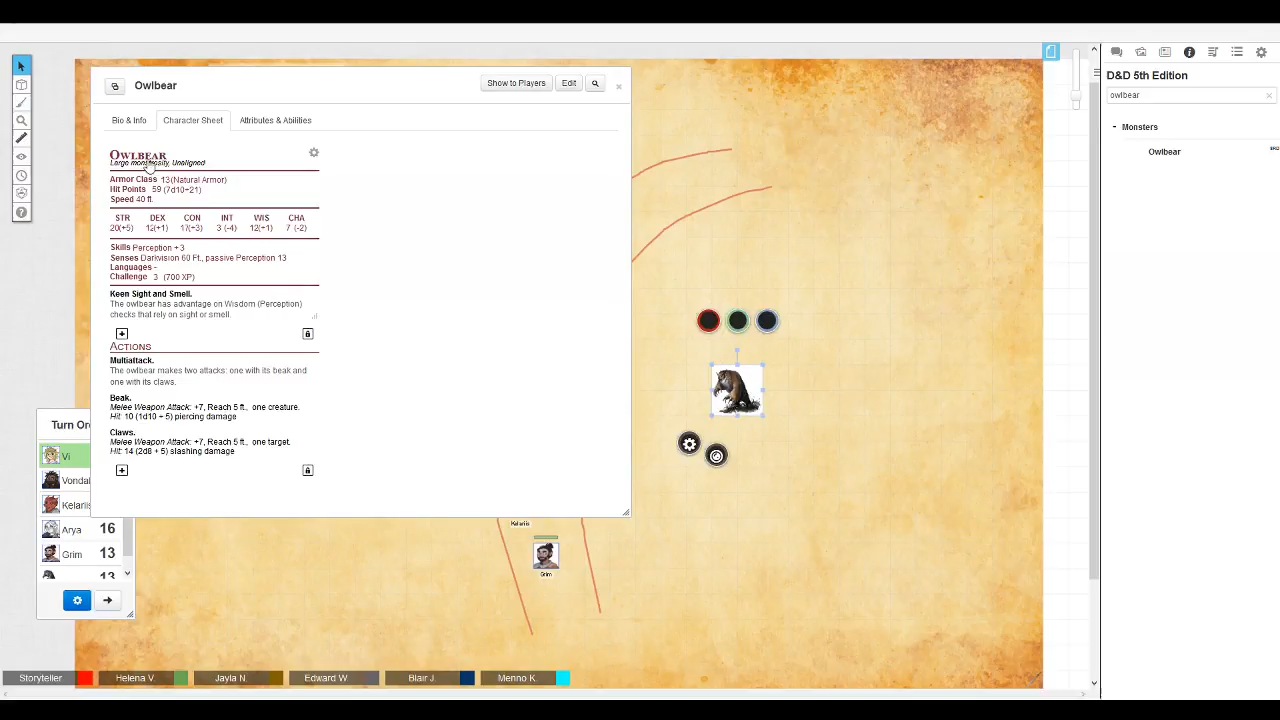 Owlbear
Show to Players
Edit
Bio & Info
Character Sheet
Attributes & Abilities
Owlbear
Large monstrosity, Unaligned
Armor Class 13(Natural Armor)
Hit Points 59 (7d10+21)
Speed 40 ft.
STR DEX CON INT WIS CHA
20(+5) 12(+1) 17(+3) 3 (-4) 12(+1) 7 (-2)
Skills Perception +3
Senses Darkvision 60 Ft., passive Perception 13
Languages -
Challenge 3 (700 XP)
Keen Sight and Smell.
The owlbear has advantage on Wisdom (Perception)
checks that rely on sight or smell.
Actions
Multiattack.
The owlbear makes two attacks: one with its beak and
one with its claws.
Beak.
Melee Weapon Attack: +7, Reach 5 ft., one creature.
Hit: 10 (1d10 + 5) piercing damage
Claws.
Melee Weapon Attack: +7, Reach 5 ft., one target.
Hit: 14 (2d8 + 5) slashing damage
Turn Or
Vi
Vonda
Kelariis
Arya 16
Grim 13
13
Kelariis
Grim
Storyteller
Helena V.
Jayla N.
Edward W.
Blair J.
Menno K.
D&D 5th Edition
owlbear
Monsters
Owlbear